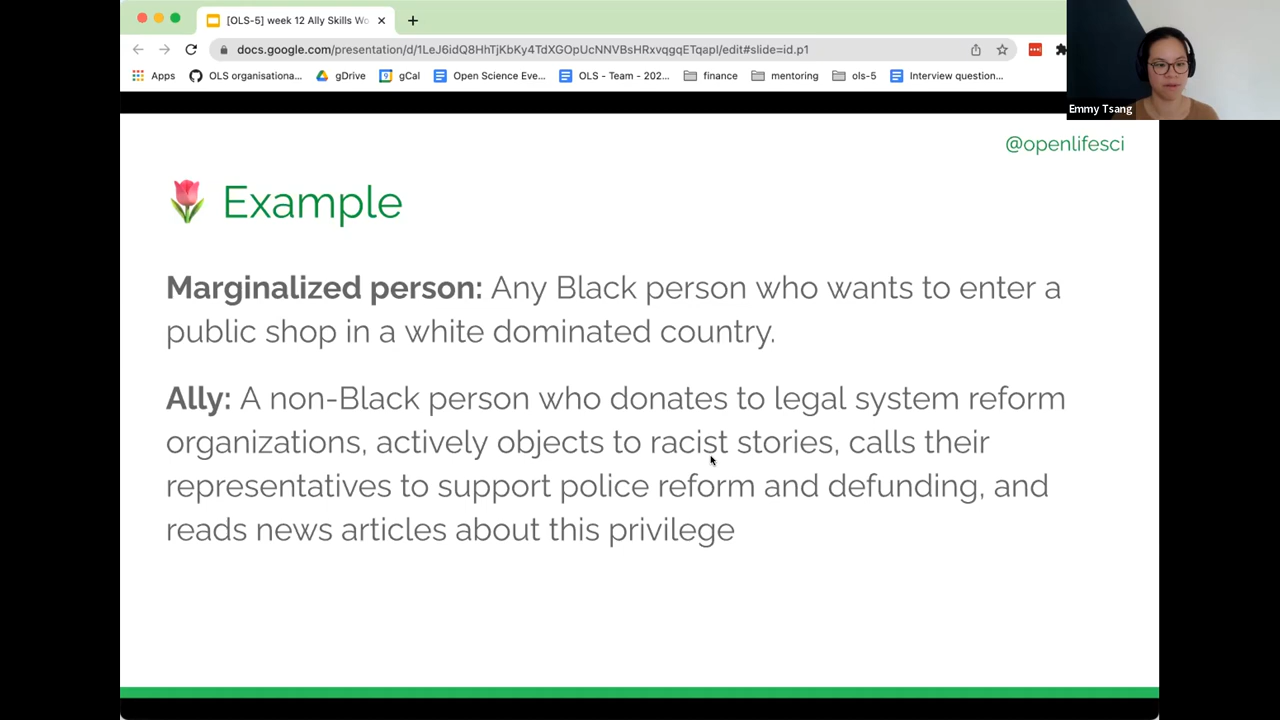 [OLS-5] week 12 Ally Skills Wo
docs.google.com/presentation/d/1LeJ6idQ8HhTjKbKy4TdXGOpUcNNVBsHRxvqgqETqapI/edit#slide=id.p1
Apps OLS organisationa... gDrive gCal Open Science Eve... OLS - Team - 202... finance mentoring ols-5 Interview question...
Emmy Tsang
@openlifesci
Example
Marginalized person: Any Black person who wants to enter a
public shop in a white dominated country.
Ally: A non-Black person who donates to legal system reform
organizations, actively objects to racist stories, calls their
representatives to support police reform and defunding, and
reads news articles about this privilege